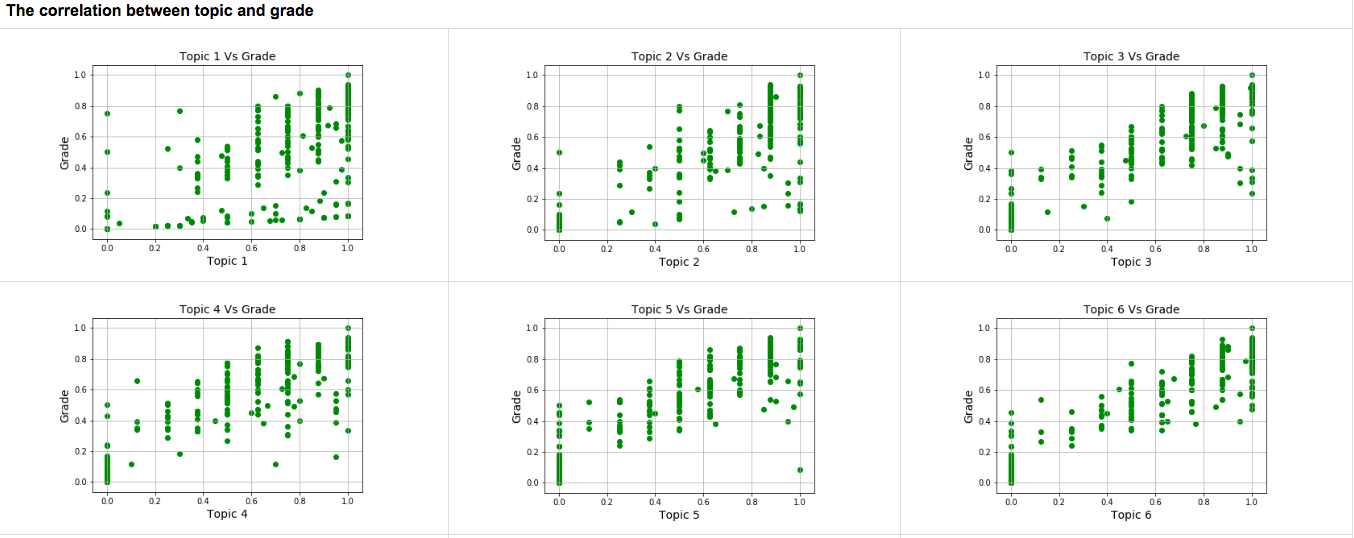 The correlation between topic and grade
Topic 1 Vs Grade
1.0
0.8
0.6
0.4
0.2
0.0
Grade
0.0 0.2 0.4 0.6 0.8 1.0
Topic 1
Topic 2 Vs Grade
1.0
0.8
0.6
0.4
0.2
0.0
Grade
0.0 0.2 0.4 0.6 0.8 1.0
Topic 2
Topic 3 Vs Grade
1.0
0.8
0.6
0.4
0.2
0.0
Grade
0.0 0.2 0.4 0.6 0.8 1.0
Topic 3
Topic 4 Vs Grade
1.0
0.8
0.6
0.4
0.2
0.0
Grade
0.0 0.2 0.4 0.6 0.8 1.0
Topic 4
Topic 5 Vs Grade
1.0
0.8
0.6
0.4
0.2
0.0
Grade
0.0 0.2 0.4 0.6 0.8 1.0
Topic 5
Topic 6 Vs Grade
1.0
0.8
0.6
0.4
0.2
0.0
Grade
0.0 0.2 0.4 0.6 0.8 1.0
Topic 6